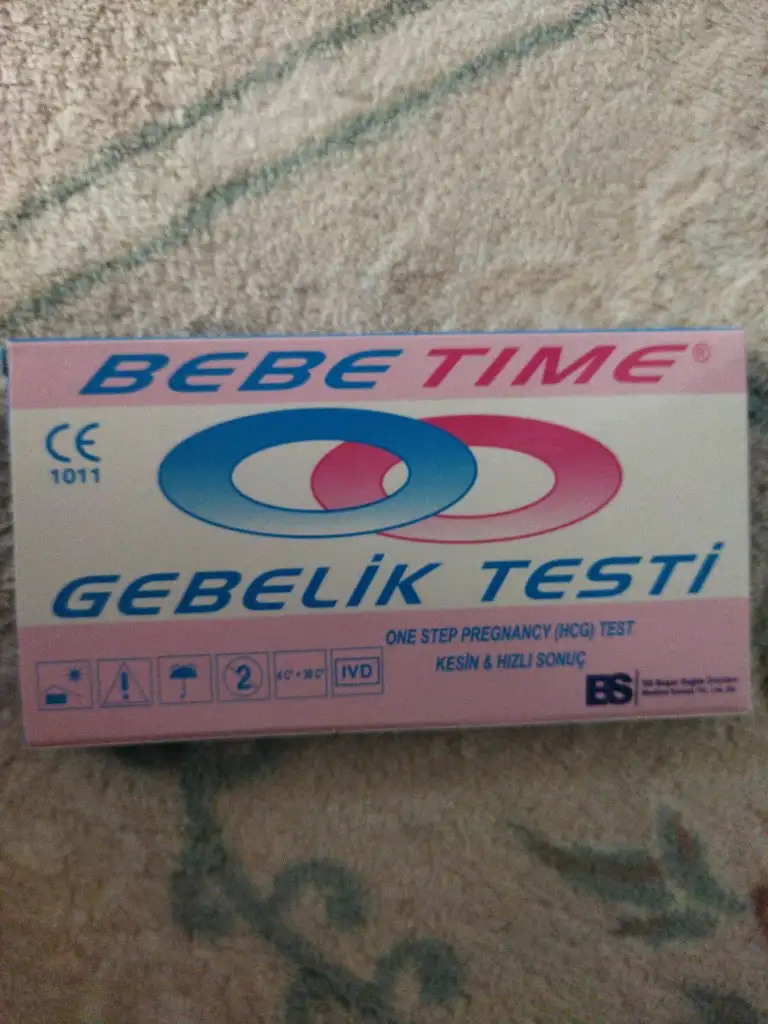 BEBE TIME®
CE
1011
GEBELİK TESTİ
ONE STEP PREGNANCY (HCG) TEST
KESİN & HIZLI SONUÇ
2
IVD
BS